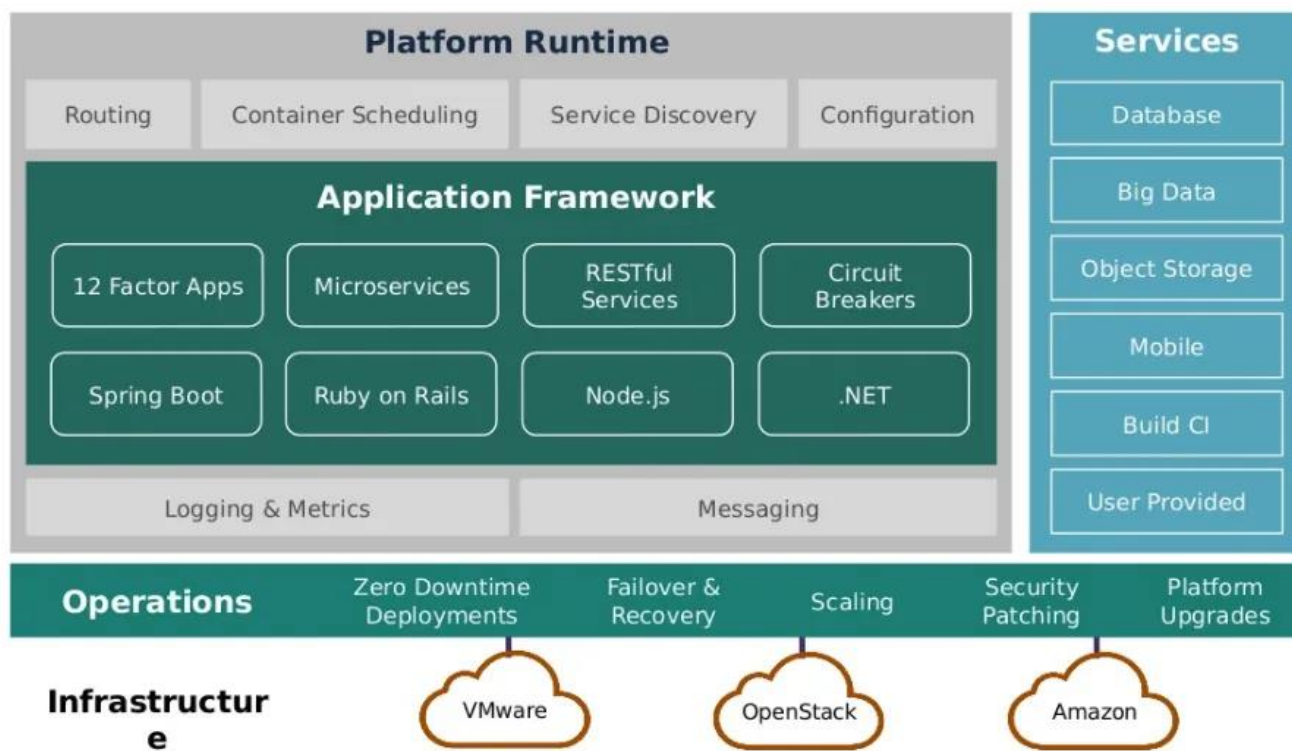 Platform Runtime
Services
Routing
Container Scheduling
Service Discovery
Configuration
Application Framework
12 Factor Apps
Microservices
RESTful
Services
Circuit
Breakers
Spring Boot
Ruby on Rails
Node.js
.NET
Logging & Metrics
Messaging
Database
Big Data
Object Storage
Mobile
Build CI
User Provided
Operations
Zero Downtime
Deployments
Failover &
Recovery
Scaling
Security
Patching
Platform
Upgrades
Infrastructur
e
VMware
OpenStack
Amazon